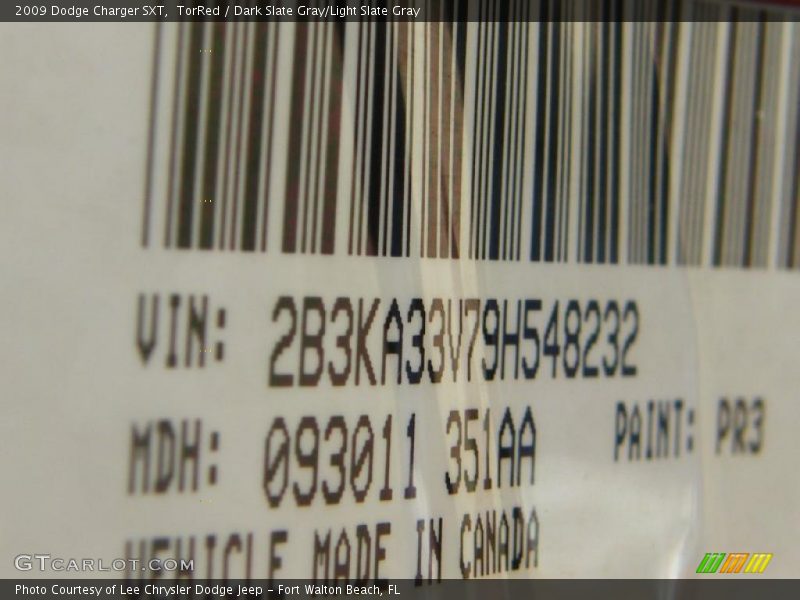 2009 Dodge Charger SXT,  TorRed / Dark Slate Gray/Light Slate Gray
VIN: 2B3KA33V79H548232
MDH: 093011 351AA PAINT: PR3
VEHICLE MADE IN CANADA
GTCARLOT.COM
Photo Courtesy of Lee Chrysler Dodge Jeep - Fort Walton Beach, FL